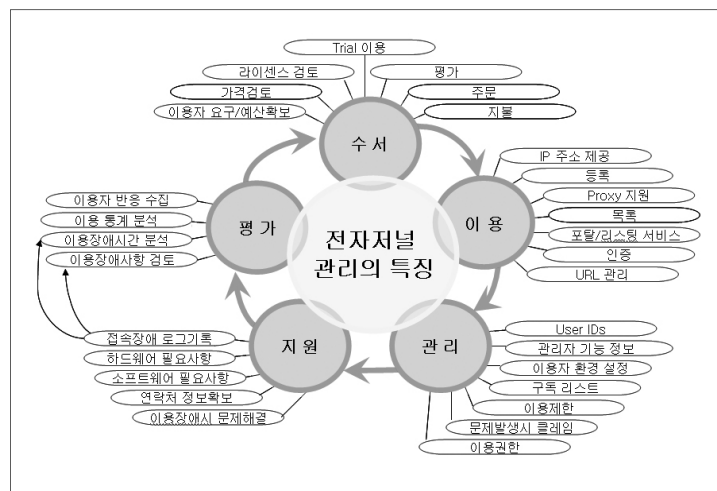 Trial 이용
라이센스 검토
평가
가격검토
주문
이용자 요구/예산확보
지불
수 서
IP 주소 제공
등록
Proxy 지원
목록
포탈/리스팅 서비스
인증
URL 관리
이 용
이용자 반응 수집
이용 통계 분석
이용장애시간 분석
이용장애사항 검토
평 가
전자저널
관리의 특징
User IDs
관리자 기능 정보
이용자 환경 설정
구독 리스트
이용제한
문제발생시 클레임
이용권한
관 리
지 원
접속장애 로그기록
하드웨어 필요사항
소프트웨어 필요사항
연락처 정보확보
이용장애시 문제해결